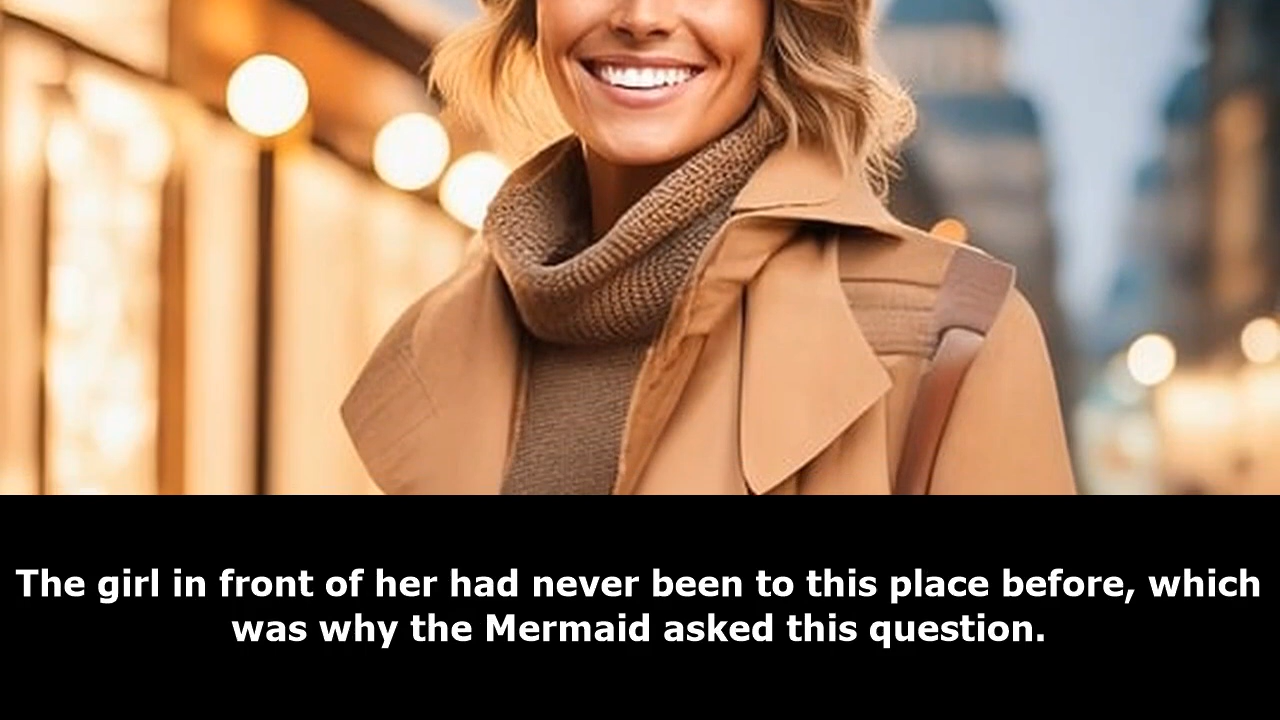 The girl in front of her had never been to this place before, which
was why the Mermaid asked this question.